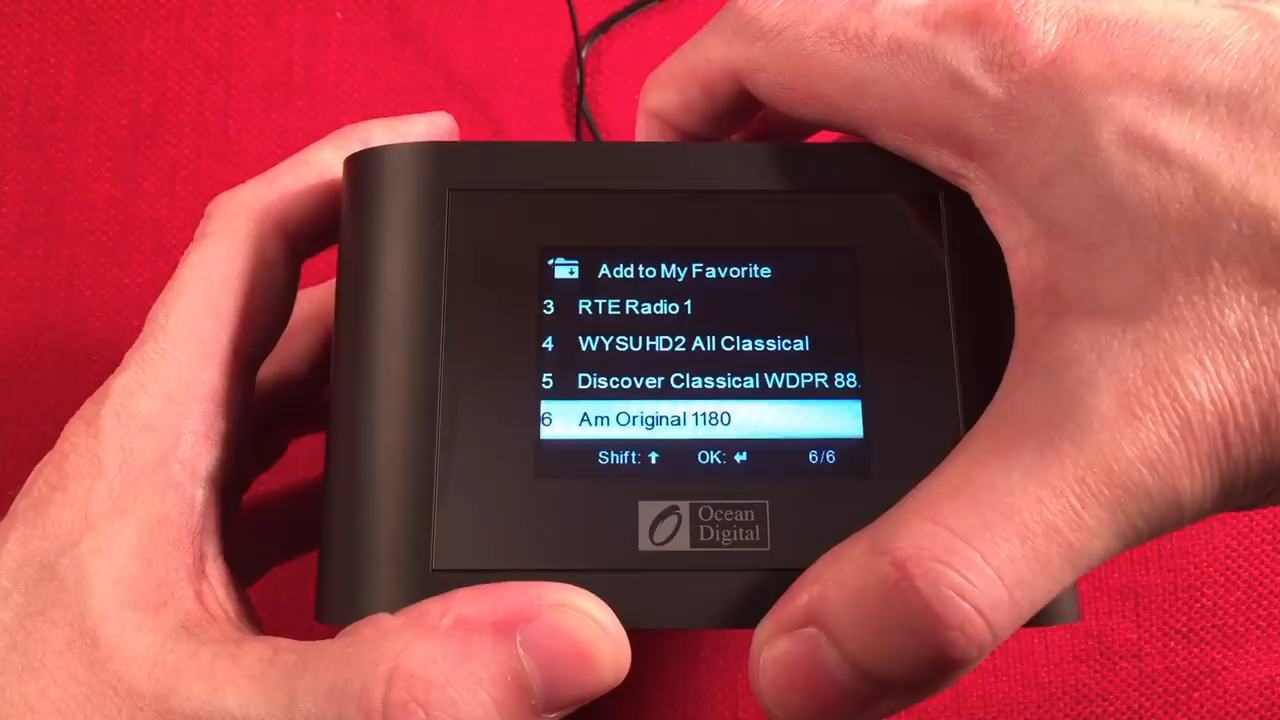 Add to My Favorite
3 RTE Radio 1
4 WYSU HD2 All Classical
5 Discover Classical WDPR 88.
6 Am Original 1180
Shift: ↑ OK: ↵ 6/6
Ocean
Digital